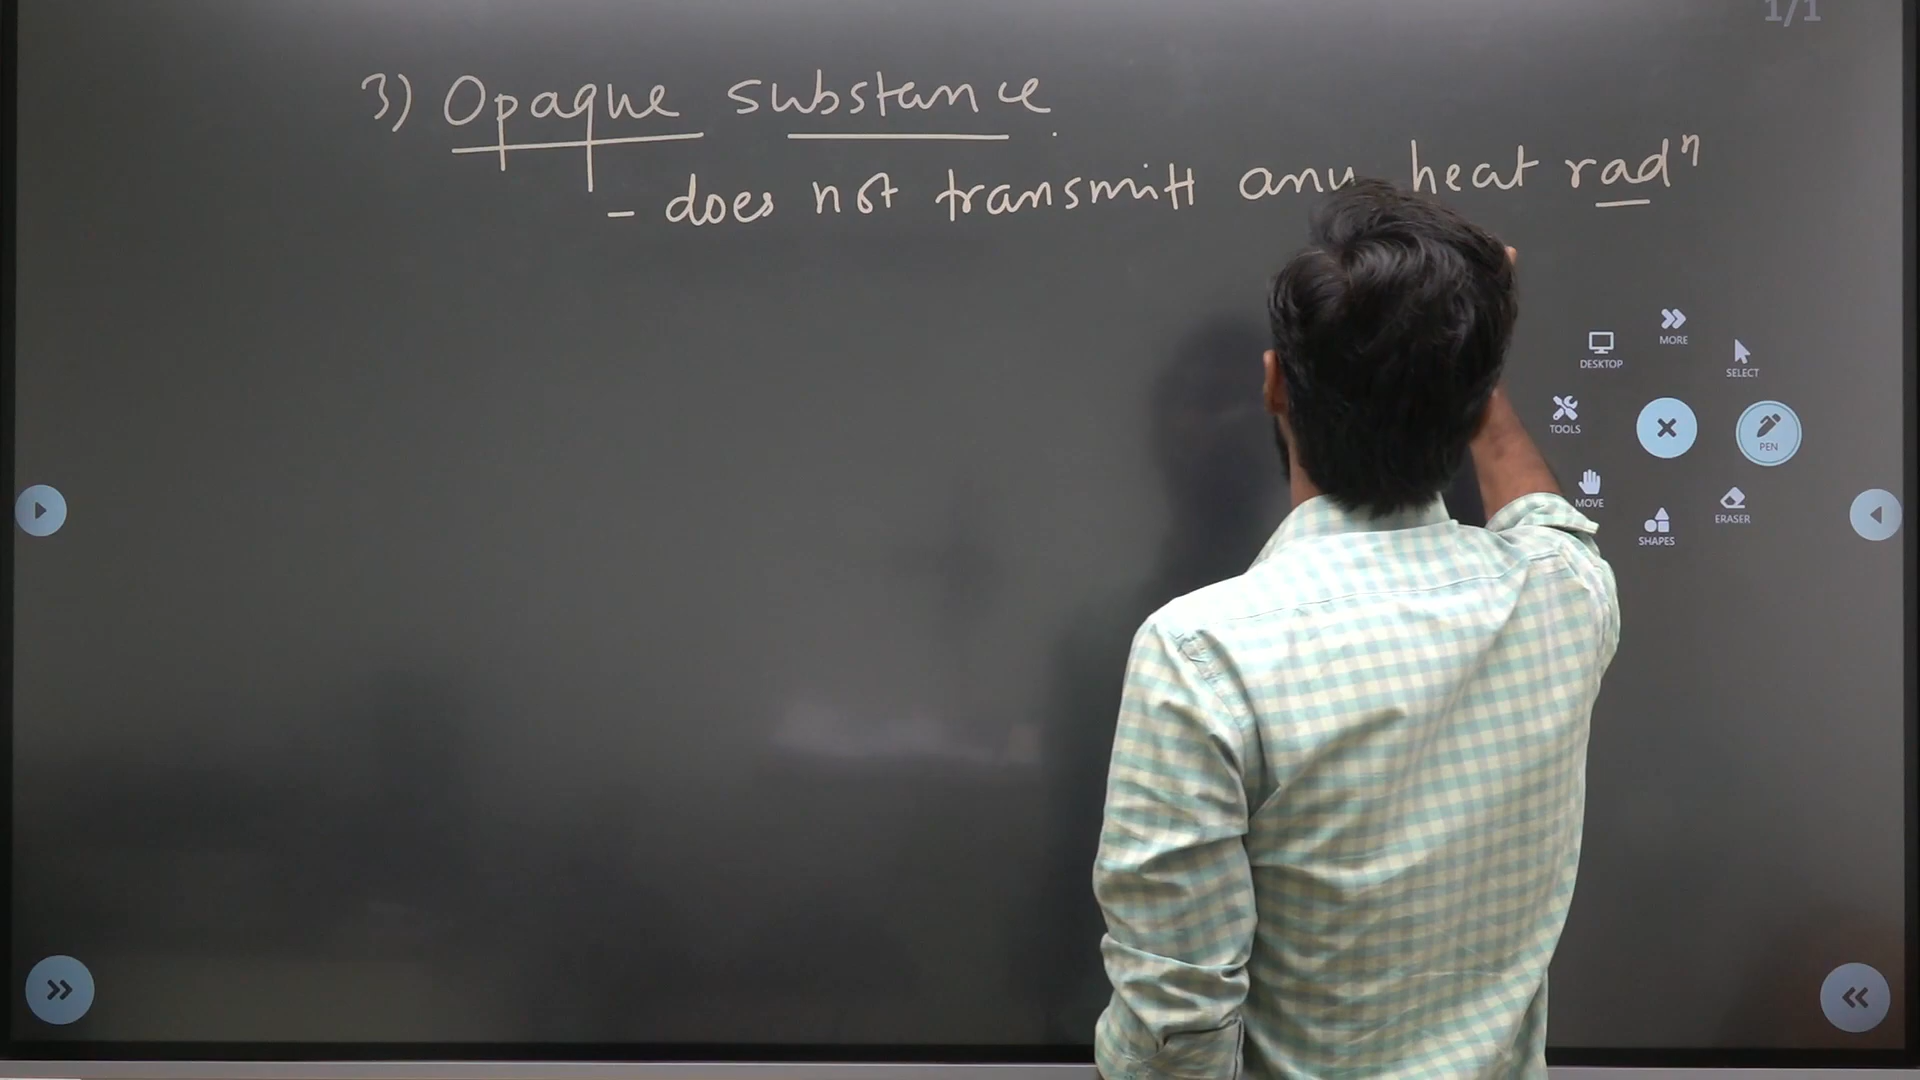 1/1
3) Opaque substance.
- does not transmitt any heat radⁿ
MORE
DESKTOP
SELECT
TOOLS
PEN
MOVE
ERASER
SHAPES